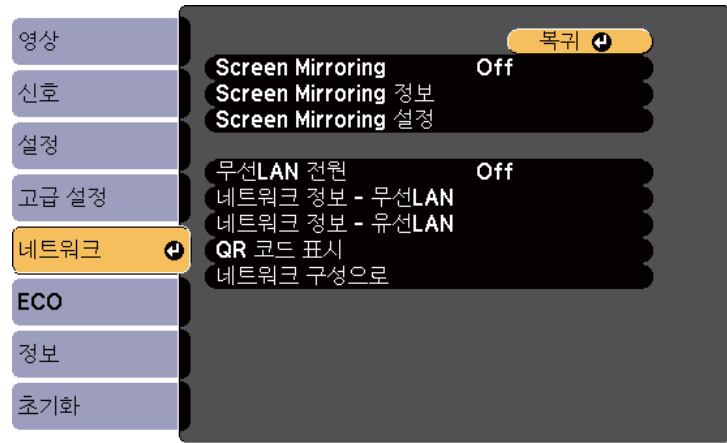 영상
신호
설정
고급 설정
네트워크
ECO
정보
초기화
복귀
Screen Mirroring Off
Screen Mirroring 정보
Screen Mirroring 설정
무선LAN 전원 Off
네트워크 정보 - 무선LAN
네트워크 정보 - 유선LAN
QR 코드 표시
네트워크 구성으로